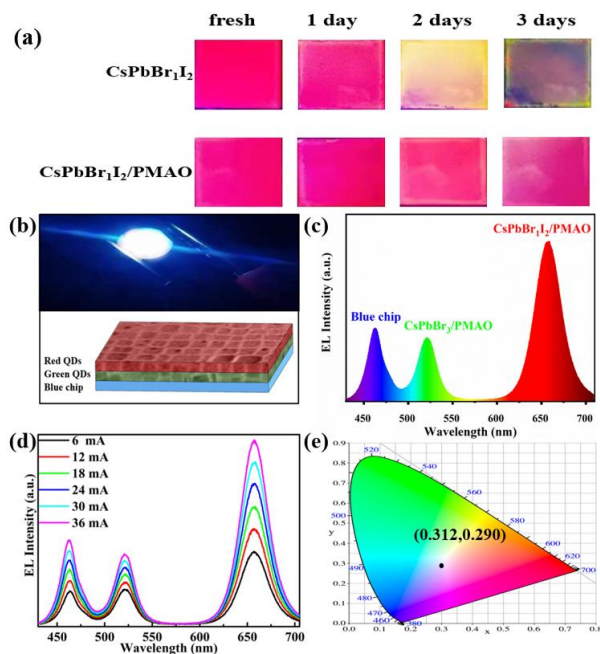 (a)
fresh 1 day 2 days 3 days
CsPbBr₁I₂
CsPbBr₁I₂/PMAO
(b)
Red QDs
Green QDs
Blue chip
(c)
CsPbBr₁I₂/PMAO
Blue chip
CsPbBr₃/PMAO
EL Intensity (a.u.)
450 500 550 600 650 700
Wavelength (nm)
(d)
6 mA
12 mA
18 mA
24 mA
30 mA
36 mA
EL Intensity (a.u.)
450 500 550 600 650 700
Wavelength (nm)
(e)
0.9
0.8
0.7
0.6
0.5
0.4
0.3
0.2
0.1
0.0
y
520
540
560
500
580
(0.312,0.290)
600
620
700
490
480
470
460
380
0.0 0.1 0.2 0.3 0.4 0.5 0.6 0.7 0.8
x